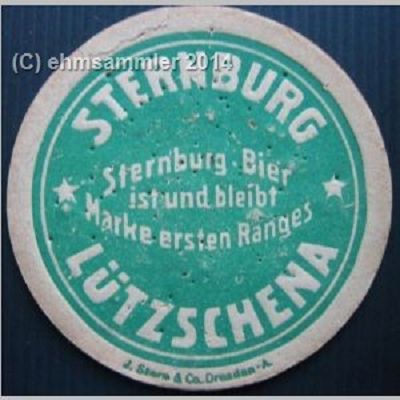 (C) ehmsammler 2014
STERNBURG
Sternburg-Bier
ist und bleibt
Marke ersten Ranges
LÜTZSCHENA
J. Stern & Co. Dresden-A.